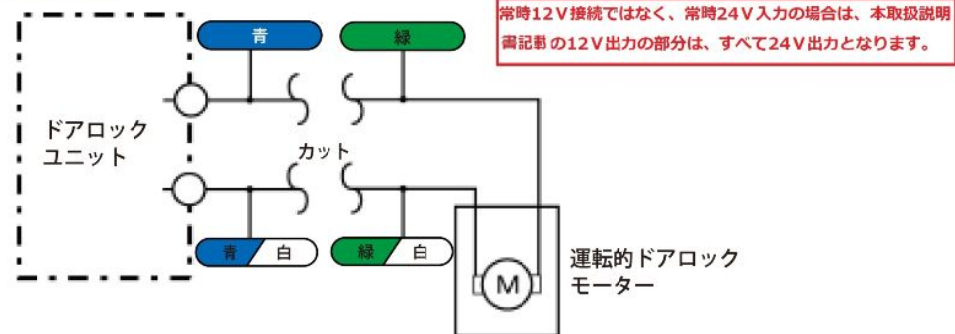 常時12V接続ではなく、常時24V入力の場合は、本取扱説明
書記載の12V出力の部分は、すべて24V出力となります。
青
緑
ドアロック
ユニット
カット
青 白
緑 白
運転的ドアロック
モーター
M